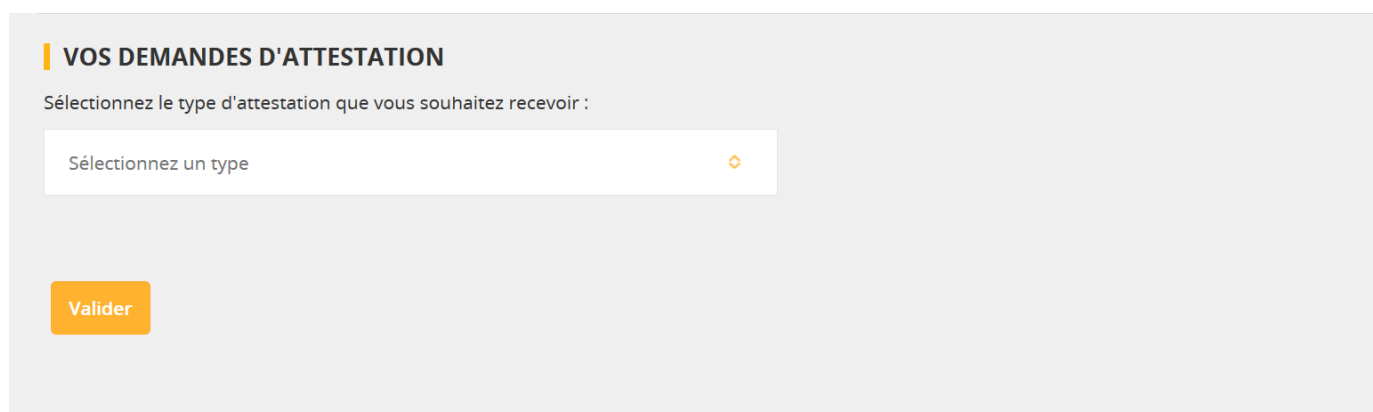 VOS DEMANDES D'ATTESTATION
Sélectionnez le type d'attestation que vous souhaitez recevoir :
Sélectionnez un type
Valider